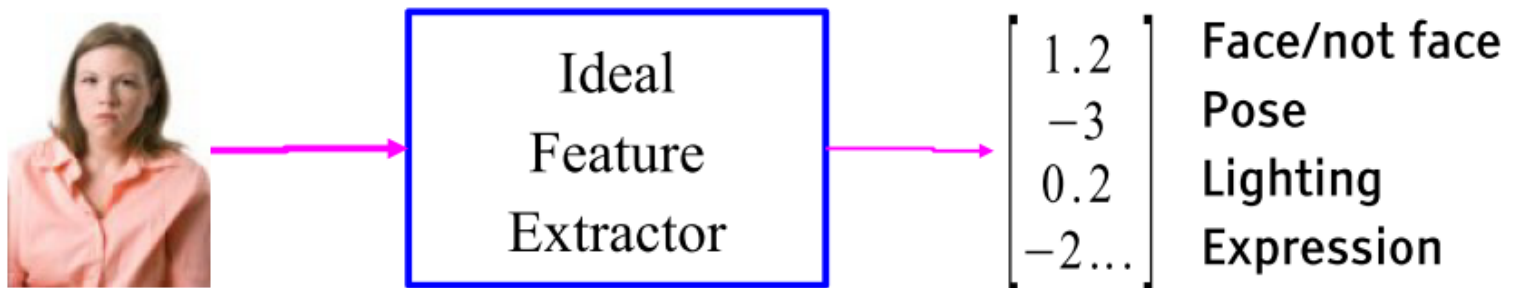 Ideal
Feature
Extractor
1.2
−3
0.2
−2...
Face/not face
Pose
Lighting
Expression